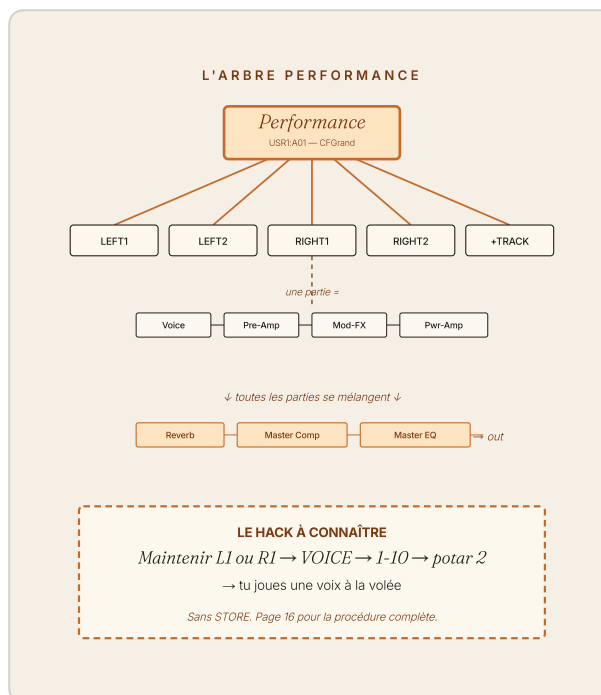 L'ARBRE PERFORMANCE
Performance
USR1:A01 — CFGrand
LEFT1
LEFT2
RIGHT1
RIGHT2
+TRACK
une partie =
Voice
Pre-Amp
Mod-FX
Pwr-Amp
↓ toutes les parties se mélangent ↓
Reverb
Master Comp
Master EQ
→ out
LE HACK À CONNAÎTRE
Maintenir L1 ou R1 → VOICE → 1-10 → potar 2
→ tu joues une voix à la volée
Sans STORE. Page 16 pour la procédure complète.